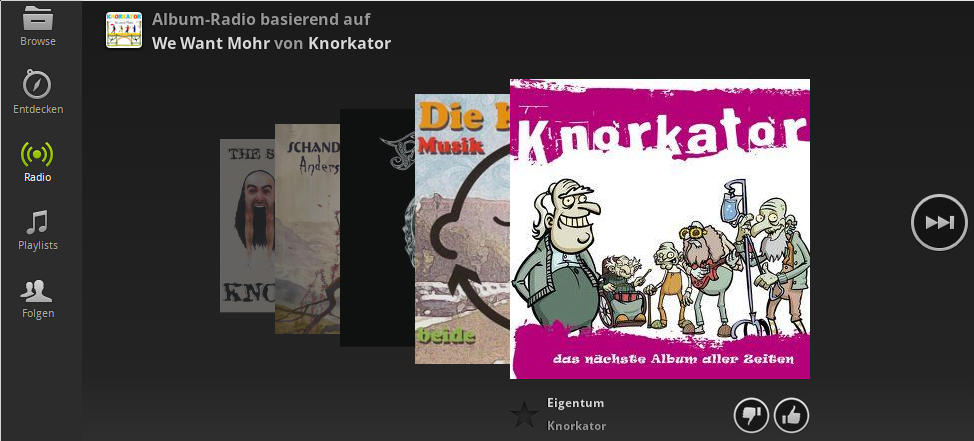 Browse
Entdecken
Radio
Playlists
Folgen
Album-Radio basierend auf
We Want Mohr von Knorkator
KNORKATOR
THE S
KNO
SCHAND
Anders
Die K
Musik
beide
Knorkator
das nächste Album aller Zeiten
Eigentum
Knorkator